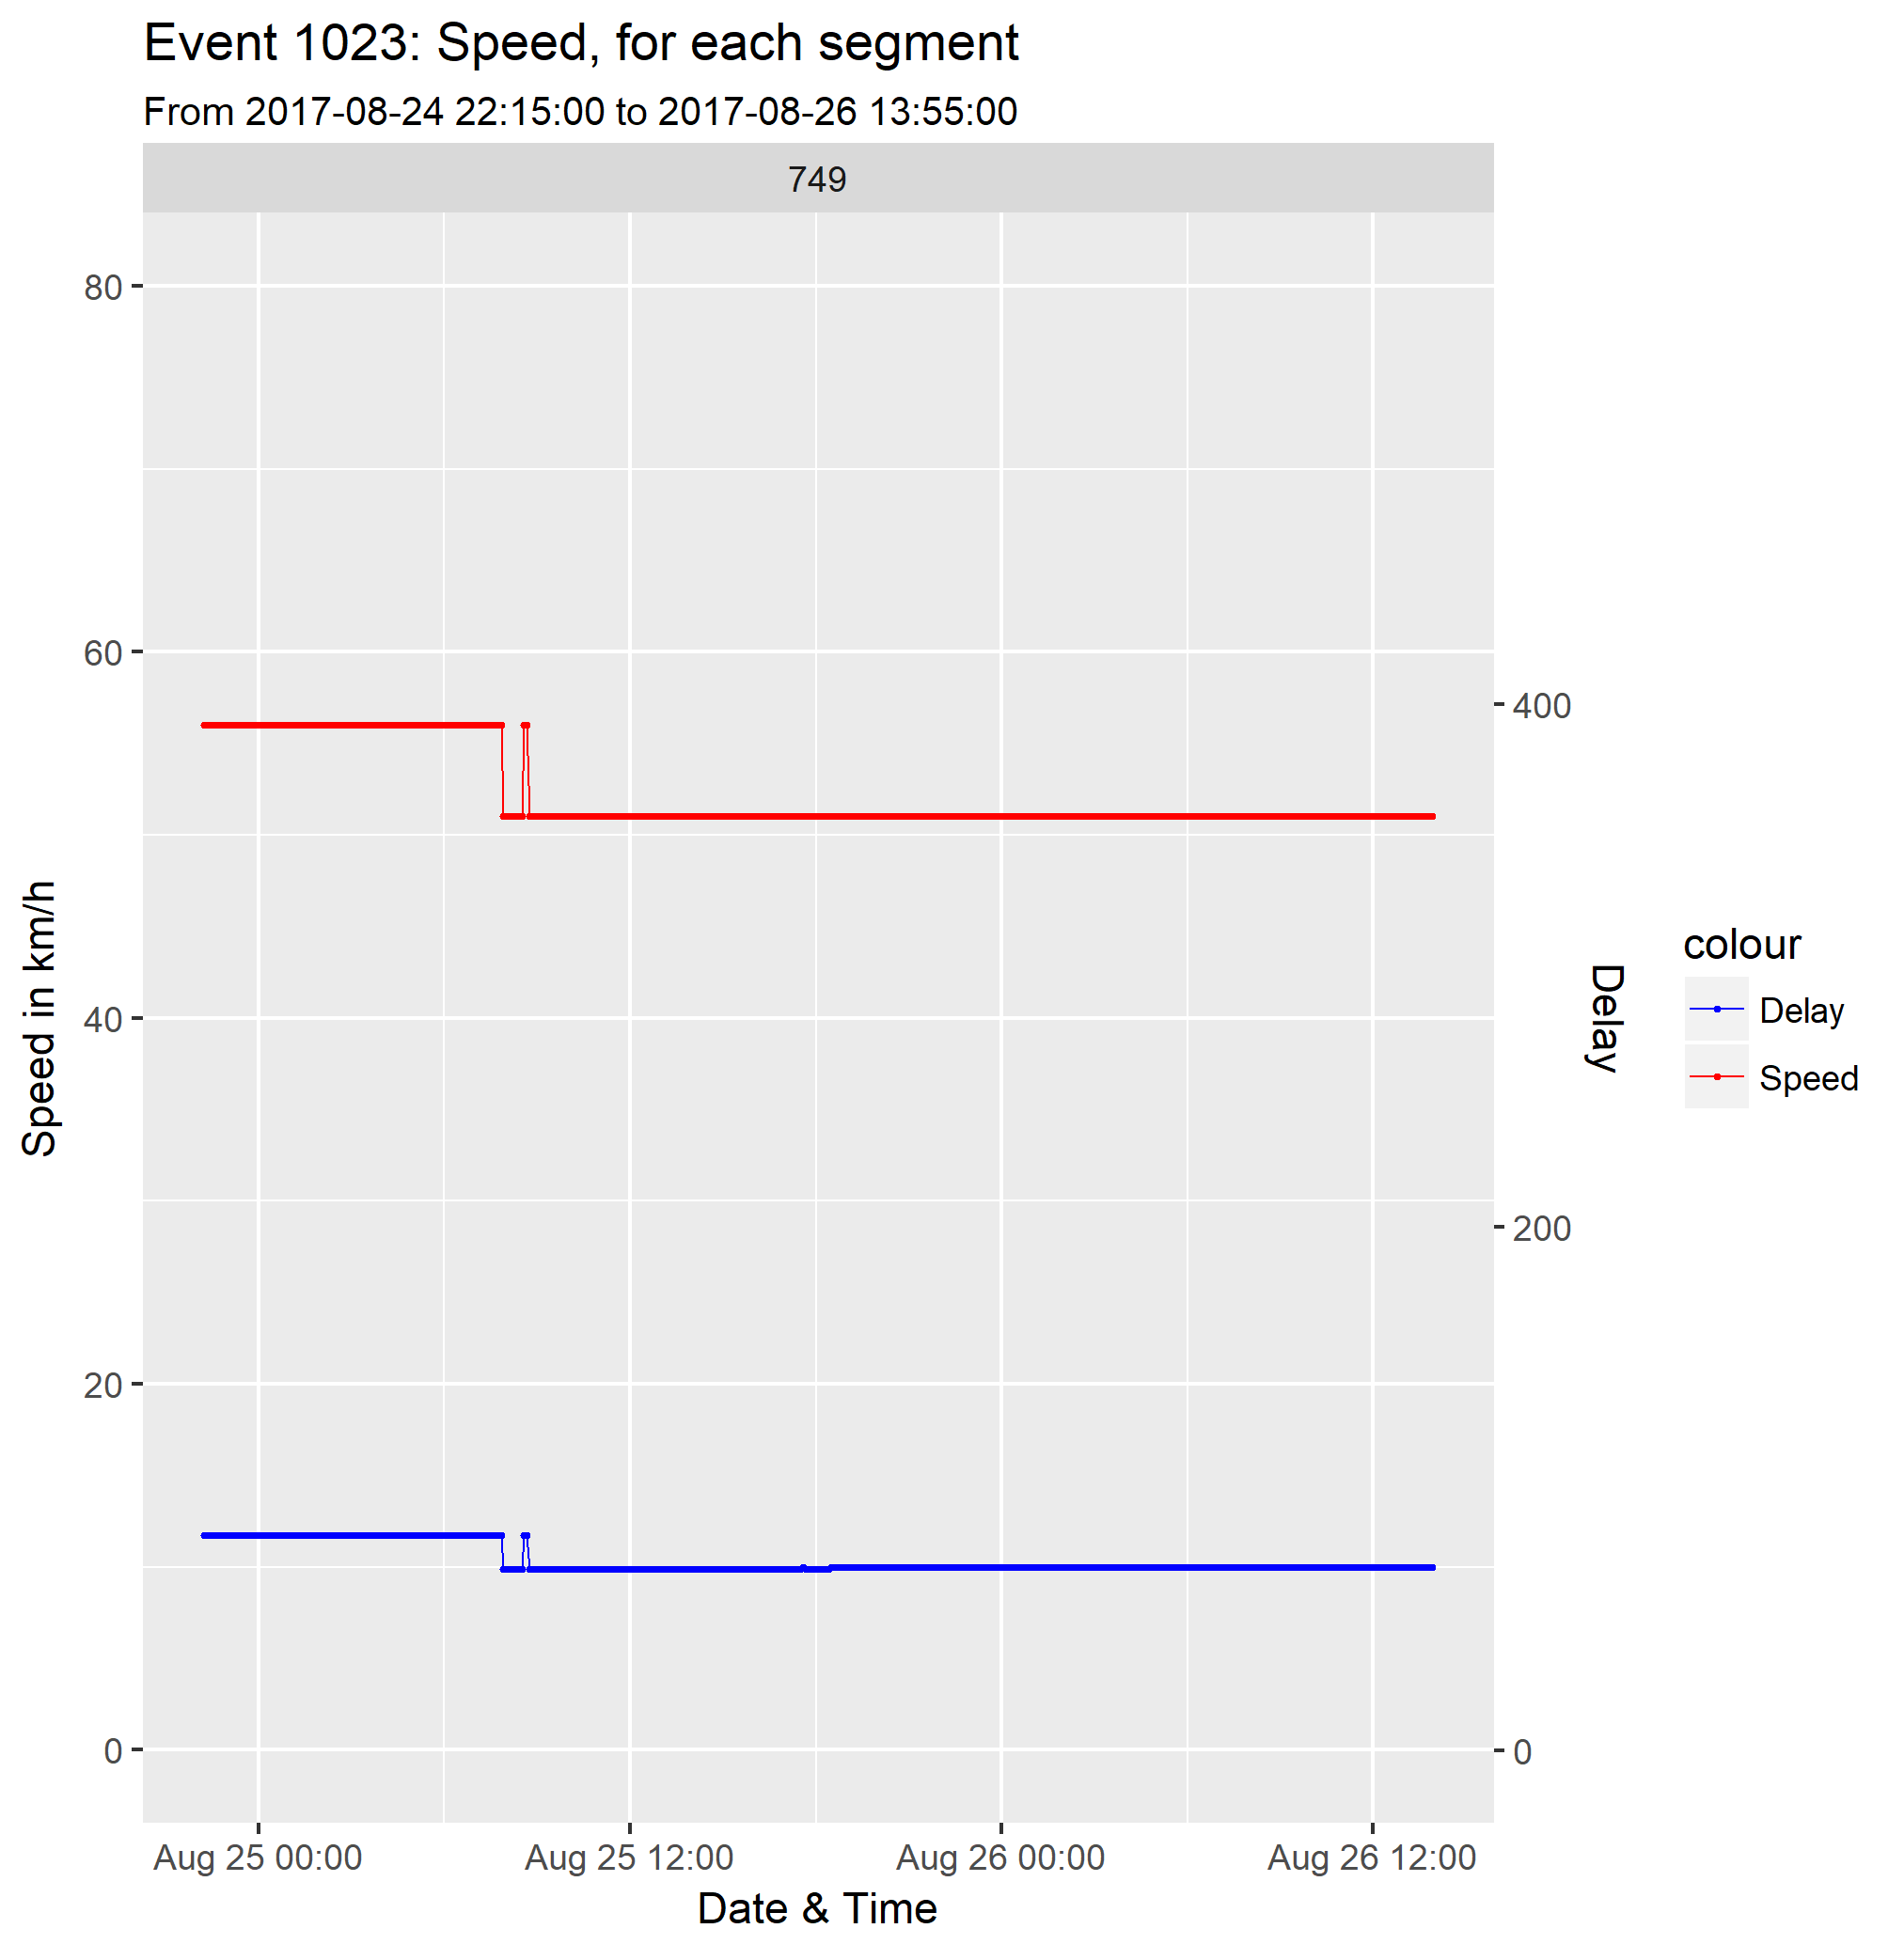 Event 1023: Speed, for each segment
From 2017-08-24 22:15:00 to 2017-08-26 13:55:00
749
80
60
40
20
0
Speed in km/h
400
200
0
Delay
colour
Delay
Speed
Aug 25 00:00
Aug 25 12:00
Aug 26 00:00
Aug 26 12:00
Date & Time